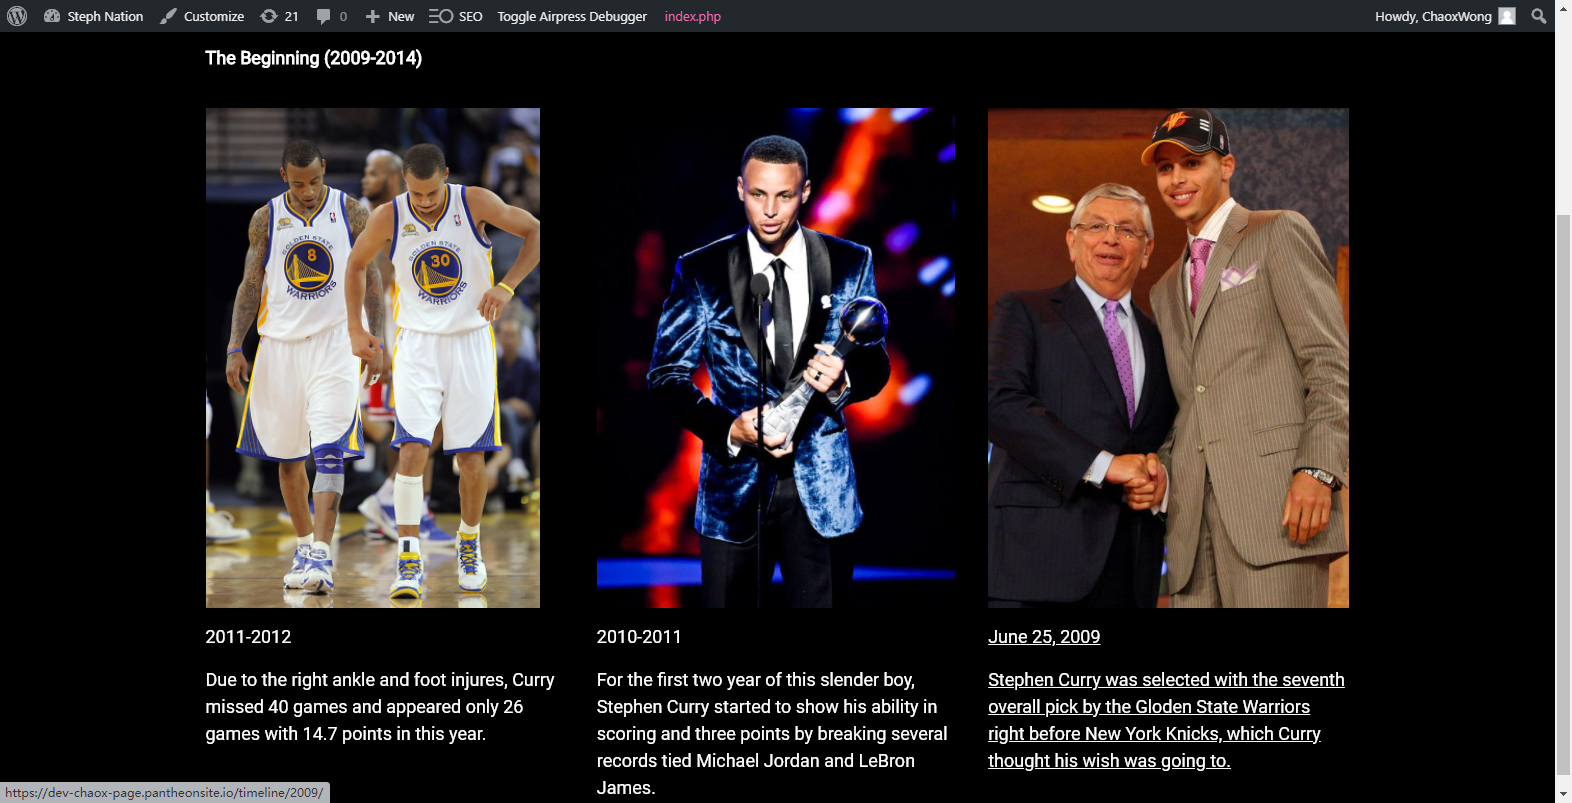 Steph Nation
Customize
21
0
New
SEO
Toggle Airpress Debugger
index.php
Howdy, ChaoxWong
The Beginning (2009-2014)
GOLDEN STATE
8
WARRIORS
GOLDEN STATE
30
WARRIORS
2011-2012
Due to the right ankle and foot injures, Curry
missed 40 games and appeared only 26
games with 14.7 points in this year.
2010-2011
For the first two year of this slender boy,
Stephen Curry started to show his ability in
scoring and three points by breaking several
records tied Michael Jordan and LeBron
James.
June 25, 2009
Stephen Curry was selected with the seventh
overall pick by the Gloden State Warriors
right before New York Knicks, which Curry
thought his wish was going to.
https://dev-chaox-page.pantheonsite.io/timeline/2009/